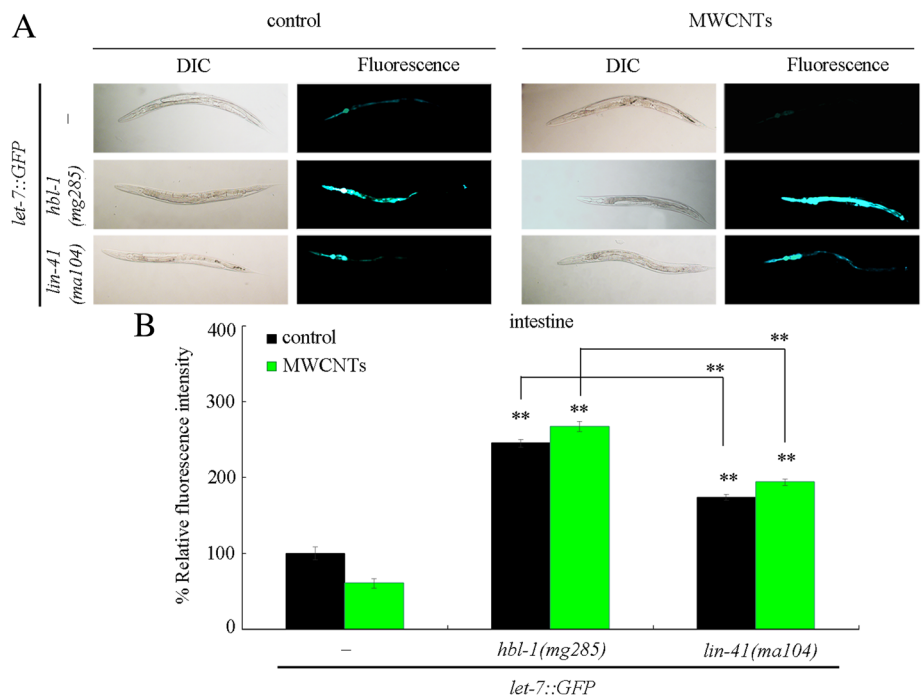 A
control
MWCNTs
DIC
Fluorescence
DIC
Fluorescence
let-7::GFP
–
hbl-1
(mg285)
lin-41
(ma104)
B
intestine
control
MWCNTs
% Relative fluorescence intensity
400
300
200
100
0
**
**
**
**
**
**
–
hbl-1(mg285)
lin-41(ma104)
let-7::GFP